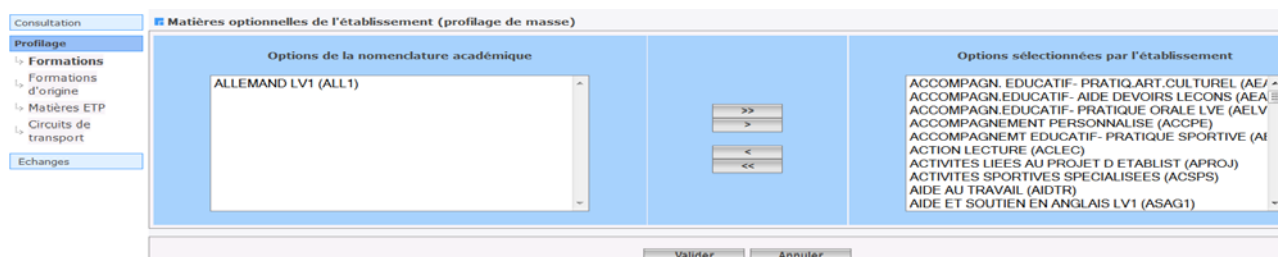 Consultation
Matières optionnelles de l'établissement (profilage de masse)
Profilage
Formations
Formations
d'origine
Matières ETP
Circuits de
transport
Echanges
Options de la nomenclature académique
ALLEMAND LV1 (ALL1)
>>
>
<
<<
Options sélectionnées par l'établissement
ACCOMPAGN. EDUCATIF- PRATIQ.ART.CULTUREL (AEA
ACCOMPAGN.EDUCATIF- AIDE DEVOIRS LECONS (AEA
ACCOMPAGN.EDUCATIF- PRATIQUE ORALE LVE (AELV
ACCOMPAGNEMENT PERSONNALISE (ACCPE)
ACCOMPAGNEMT EDUCATIF- PRATIQUE SPORTIVE (AE
ACTION LECTURE (ACLEC)
ACTIVITES LIEES AU PROJET D ETABLIST (APROJ)
ACTIVITES SPORTIVES SPECIALISEES (ACSPS)
AIDE AU TRAVAIL (AIDTR)
AIDE ET SOUTIEN EN ANGLAIS LV1 (ASAG1)
Valider
Annuler